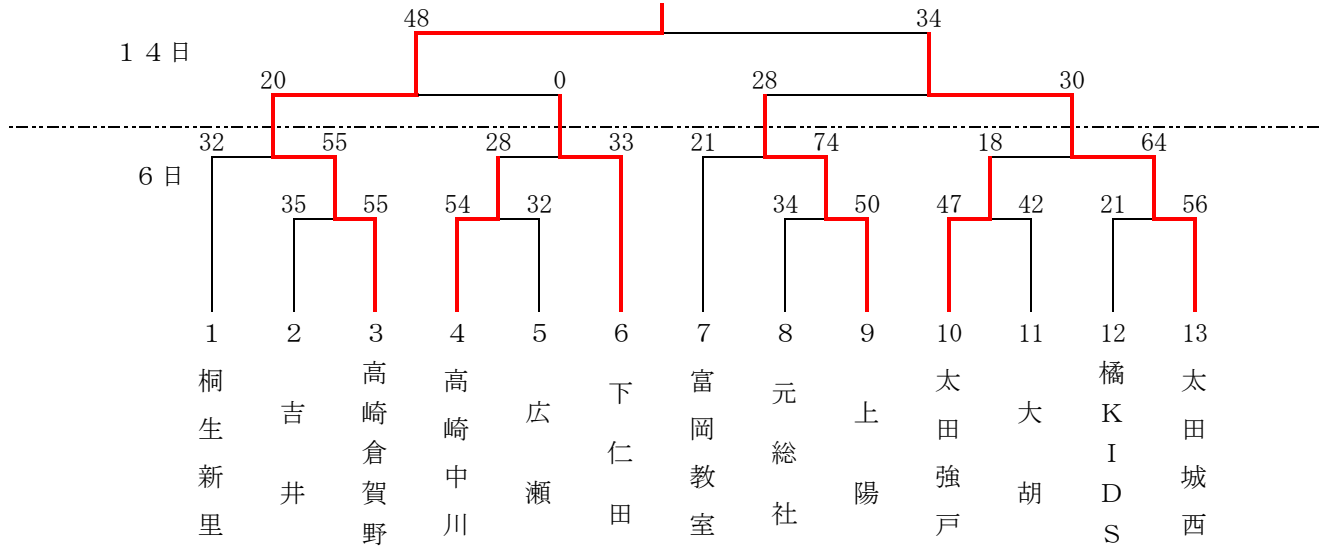 48 34
１４日
20 0 28 30
32 55 28 33 21 74 18 64
６日
35 55 54 32 34 50 47 42 21 56
１ ２ ３ ４ ５ ６ ７ ８ ９ 10 11 12 13
桐生新里
吉井
高崎倉賀野
高崎中川
広瀬
下仁田
富岡教室
元総社
上陽
太田強戸
大胡
橘ＫＩＤＳ
太田城西